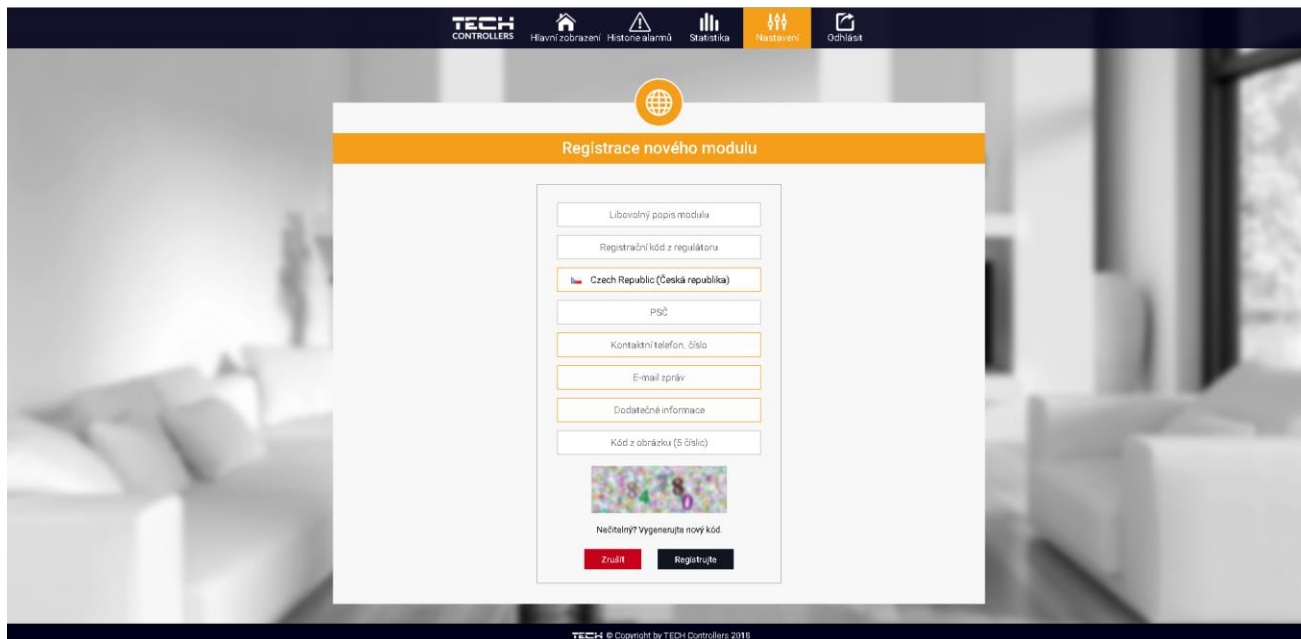 TECH
CONTROLLERS
Hlavní zobrazení Historie alarmů Statistika Nastavení Odhlásit
Registrace nového modulu
Libovolný popis modulu
Registrační kód z regulátoru
Czech Republic (Česká republika)
PSČ
Kontaktní telefon. číslo
E-mail zpráv
Dodatečné informace
Kód z obrázku (5 číslic)
Nečitelný? Vygenerujte nový kód.
Zrušit Registrujte
TECH © Copyright by TECH Controllers 2018